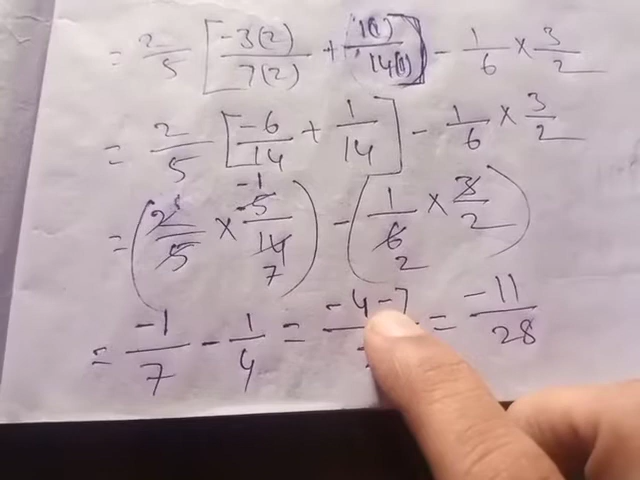 = 2/5 [ -3(2)/7(2) + 1(1)/14(1) ] - 1/6 × 3/2
= 2/5 [ -6/14 + 1/14 ] - 1/6 × 3/2
= ( 2/5 × -5/14 ) - ( 1/6 × 3/2 )
= -1/7 - 1/4 = -4-7/ = -11/28